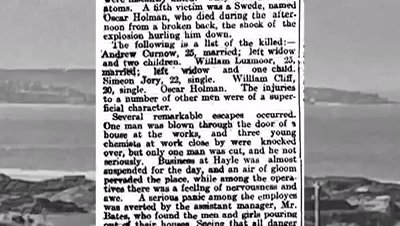 atoms. A fifth victim was a Swede, named
Oscar Holman, who died during the after-
noon from a broken back, the shock of the
explosion hurling him down.
The following is a list of the killed:—
Andrew Curnow, 25, married; left widow
and two children. William Luxmoor, 25,
married; left widow and one child.
Simeon Jory, 22, single. William Cliff,
20, single. Oscar Holman. The injuries
to a number of other men were of a super-
ficial character.
Several remarkable escapes occurred.
One man was blown through the door of a
house at the works, and three young
chemists at work close by were knocked
over, but only one man was cut, and he not
seriously. Business at Hayle was almost
suspended for the day, and an air of gloom
pervaded the place, while among the opera-
tives there was a feeling of nervousness and
awe. A serious panic among the employes
was averted by the assistant manager, Mr.
Bates, who found the men and girls pouring
out of their houses. Seeing that all danger